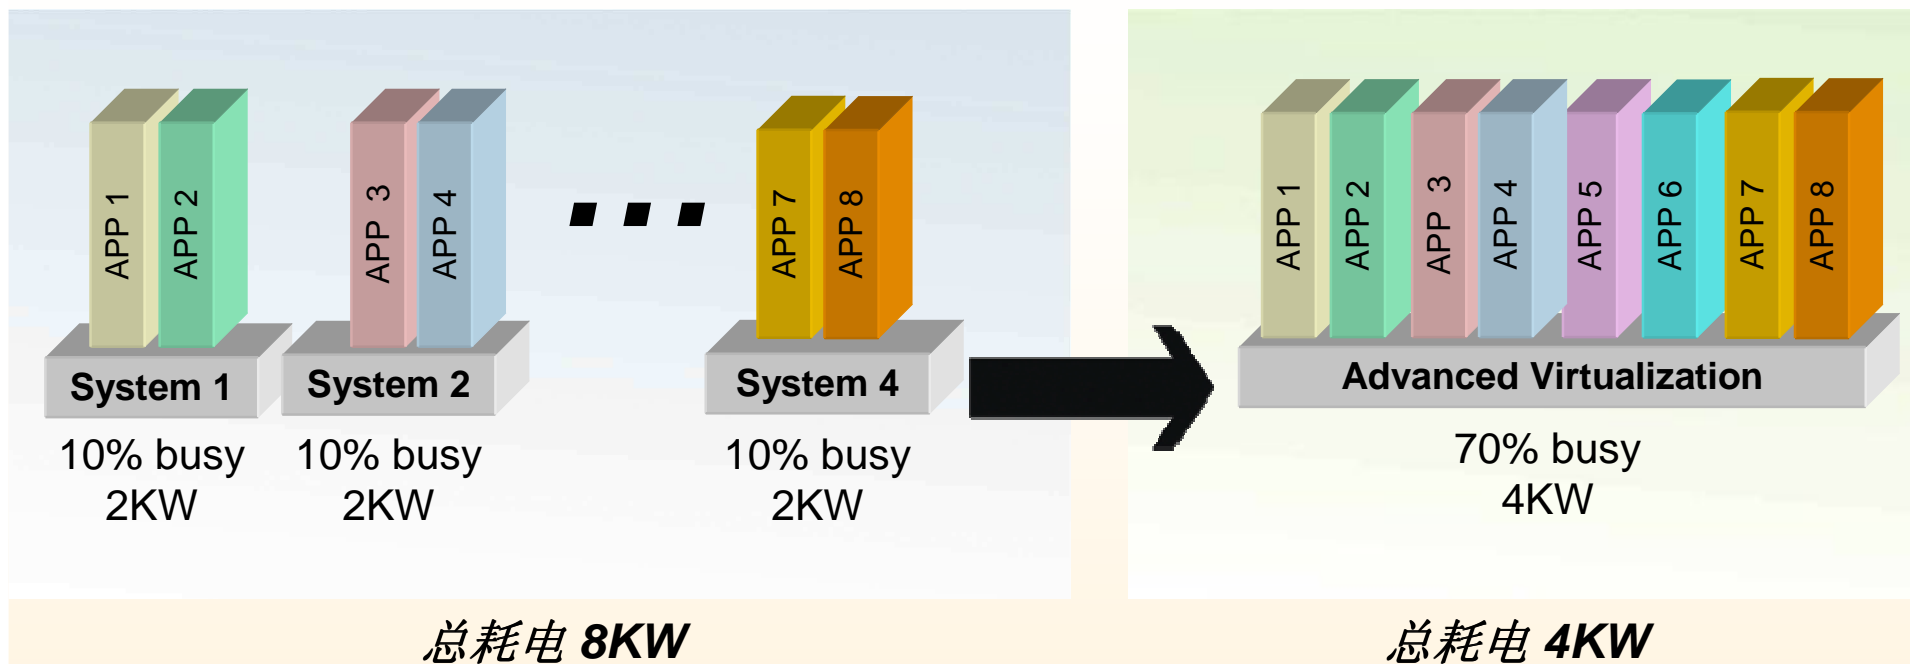 APP 1
APP 2
APP 3
APP 4
APP 7
APP 8
System 1
System 2
System 4
10% busy
2KW
10% busy
2KW
10% busy
2KW
总耗电 8KW
APP 1
APP 2
APP 3
APP 4
APP 5
APP 6
APP 7
APP 8
Advanced Virtualization
70% busy
4KW
总耗电 4KW